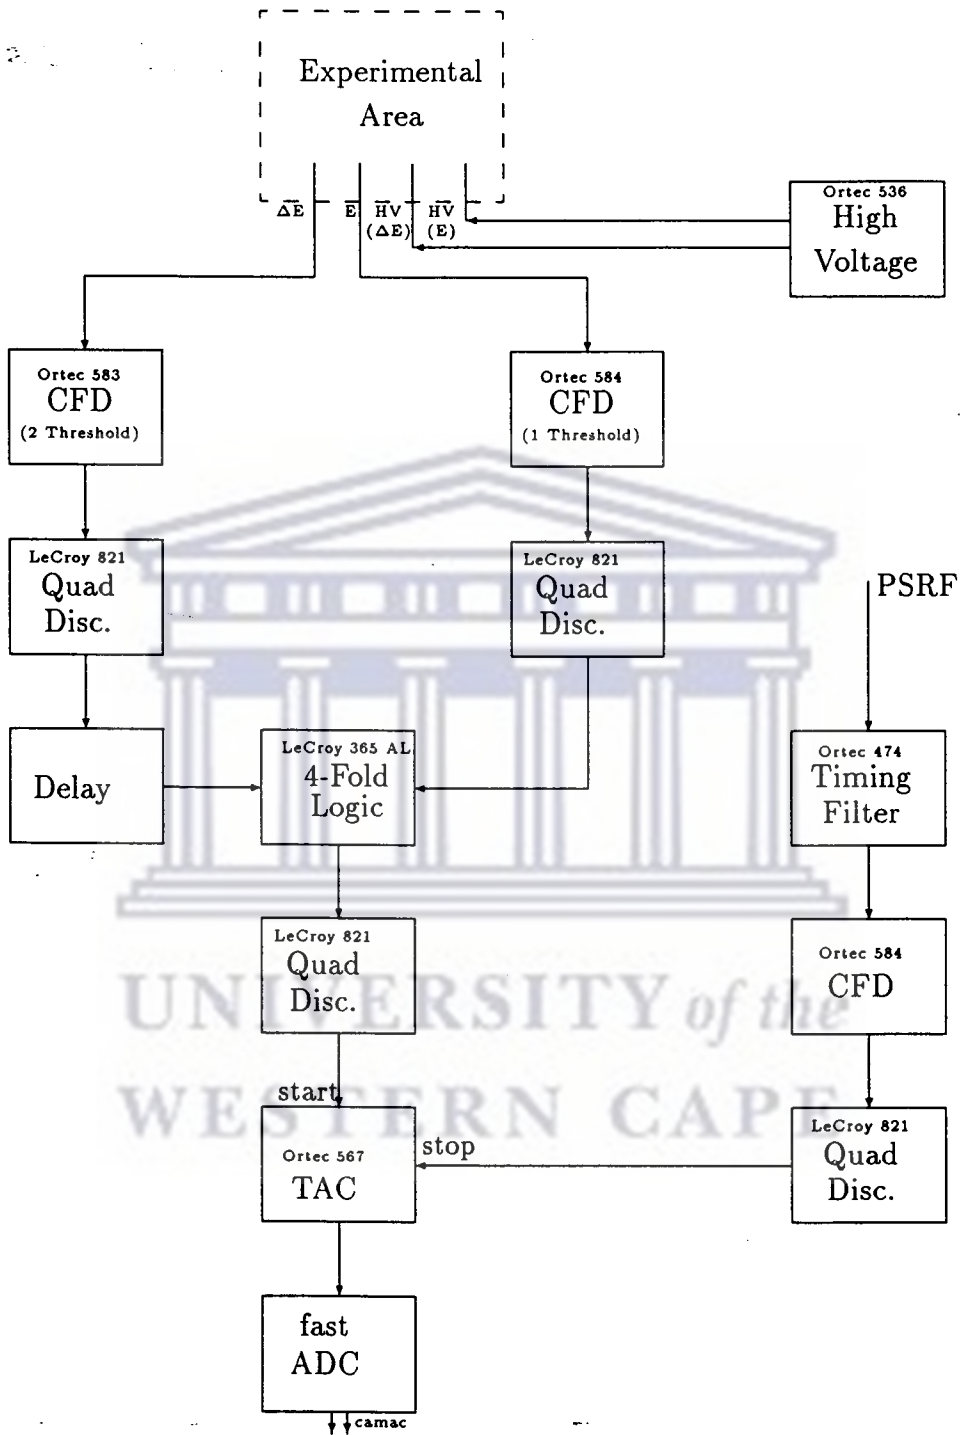 Experimental
Area
ΔE E HV HV
(ΔE) (E)
Ortec 536
High
Voltage
Ortec 583
CFD
(2 Threshold)
Ortec 584
CFD
(1 Threshold)
LeCroy 821
Quad
Disc.
LeCroy 821
Quad
Disc.
PSRF
Delay
LeCroy 365 AL
4-Fold
Logic
Ortec 474
Timing
Filter
LeCroy 821
Quad
Disc.
Ortec 584
CFD
UNIVERSITY of the
WESTERN CAPE
start
Ortec 567
TAC
stop
LeCroy 821
Quad
Disc.
fast
ADC
camac